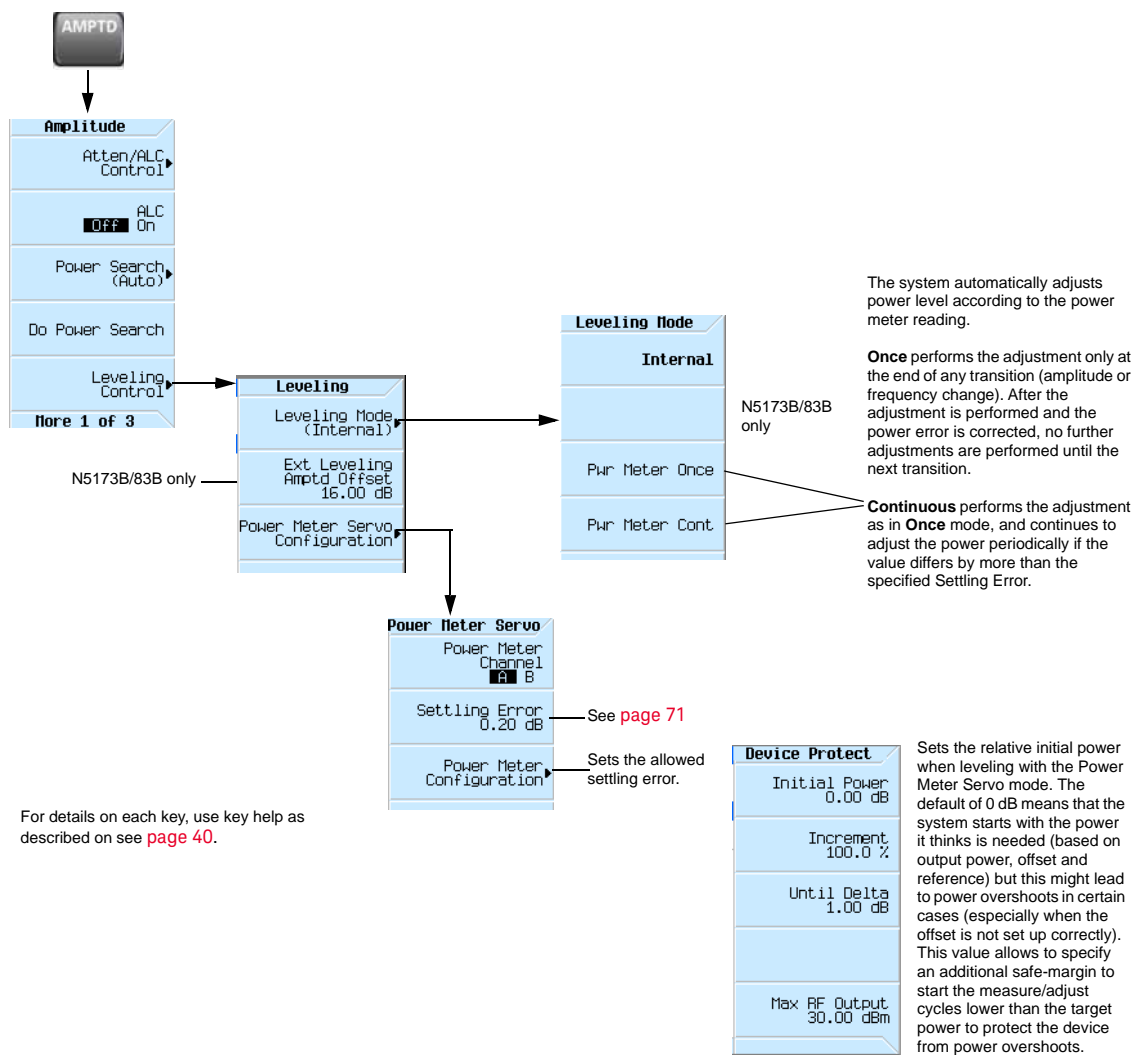 AMPTD
Amplitude
Atten/ALC
Control
ALC
Off On
Power Search
(Auto)
Do Power Search
Leveling
Control
More 1 of 3
Leveling
Leveling Mode
(Internal)
Ext Leveling
Amptd Offset
16.00 dB
Power Meter Servo
Configuration
N5173B/83B only
Leveling Mode
Internal
Pwr Meter Once
Pwr Meter Cont
N5173B/83B
only
The system automatically adjusts
power level according to the power
meter reading.
Once performs the adjustment only at
the end of any transition (amplitude or
frequency change). After the
adjustment is performed and the
power error is corrected, no further
adjustments are performed until the
next transition.
Continuous performs the adjustment
as in Once mode, and continues to
adjust the power periodically if the
value differs by more than the
specified Settling Error.
Power Meter Servo
Power Meter
Channel
A B
Settling Error
0.20 dB
Power Meter
Configuration
See page 71
Sets the allowed
settling error.
For details on each key, use key help as
described on see page 40.
Device Protect
Initial Power
0.00 dB
Increment
100.0 %
Until Delta
1.00 dB
Max RF Output
30.00 dBm
Sets the relative initial power
when leveling with the Power
Meter Servo mode. The
default of 0 dB means that the
system starts with the power
it thinks is needed (based on
output power, offset and
reference) but this might lead
to power overshoots in certain
cases (especially when the
offset is not set up correctly).
This value allows to specify
an additional safe-margin to
start the measure/adjust
cycles lower than the target
power to protect the device
from power overshoots.